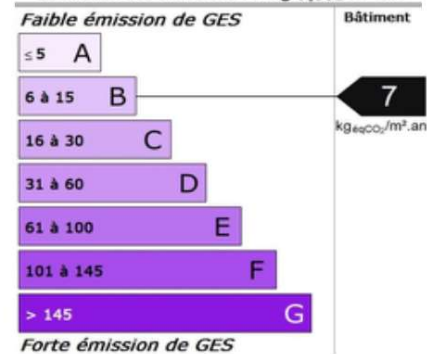 Faible émission de GES
Bâtiment
≤ 5 A
6 à 15 B
7
kgéqCO₂/m².an
16 à 30 C
31 à 60 D
61 à 100 E
101 à 145 F
> 145 G
Forte émission de GES